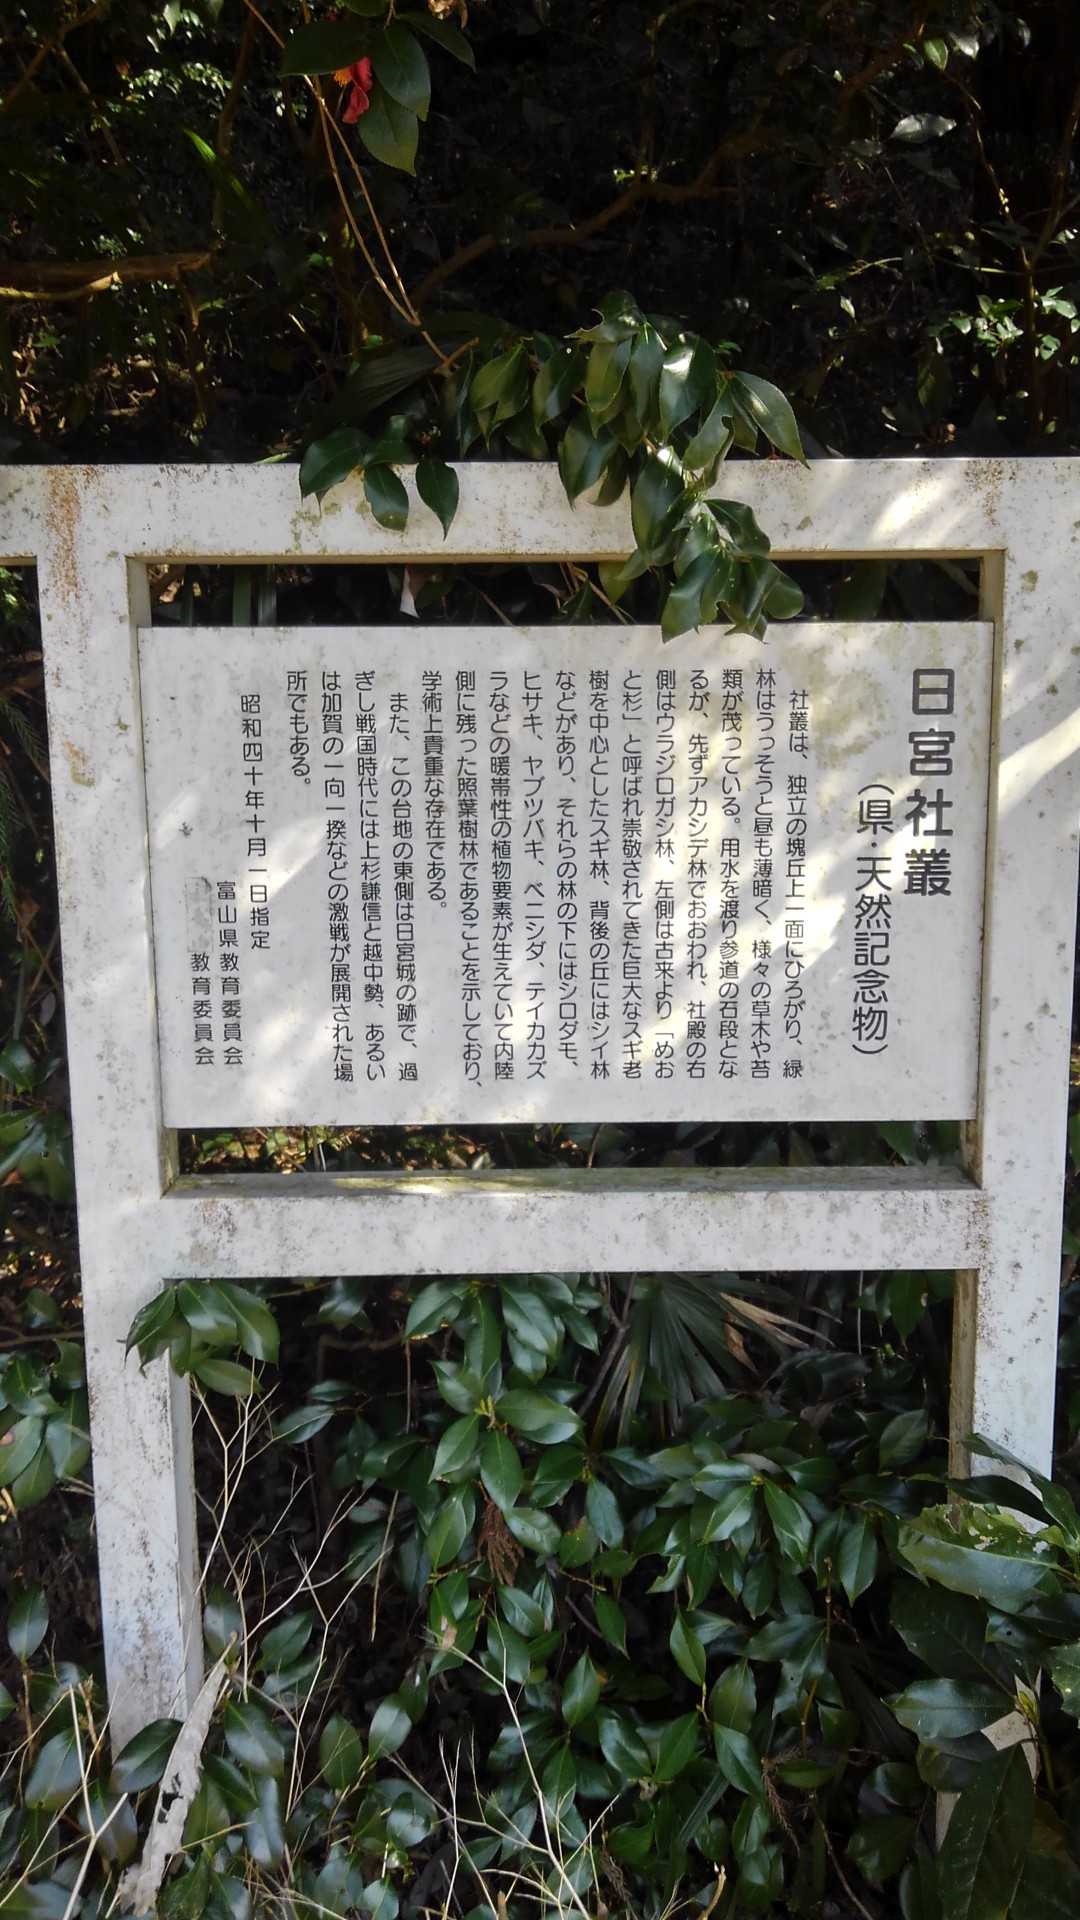 日宮社叢
(県・天然記念物)
社叢は、独立の塊丘上一面にひろがり、緑
林はうっそうと昼も薄暗く、様々の草木や苔
類が茂っている。用水を渡り参道の石段とな
るが、先ずアカシデ林でおおわれ、社殿の右
側はウラジロガシ林、左側は古来より「めお
と杉」と呼ばれ崇敬されてきた巨大なスギ老
樹を中心としたスギ林、背後の丘にはシイ林
などがあり、それらの林の下にはシロダモ、
ヒサキ、ヤブツバキ、ベニシダ、テイカカズ
ラなどの暖帯性の植物要素が生えていて内陸
側に残った照葉樹林であることを示しており、
学術上貴重な存在である。
また、この台地の東側は日宮城の跡で、過
ぎし戦国時代には上杉謙信と越中勢、あるい
は加賀の一向一揆などの激戦が展開された場
所でもある。
昭和四十年十月一日指定
富山県教育委員会
教育委員会